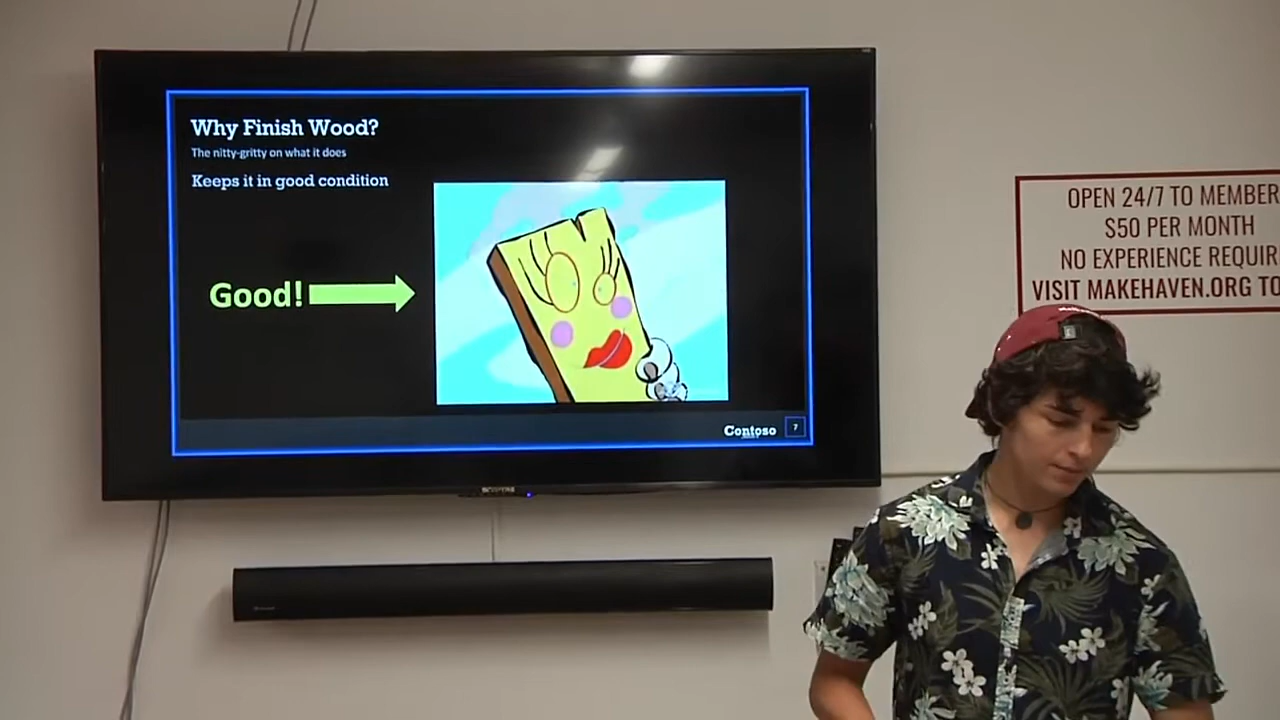 Why Finish Wood?
The nitty-gritty on what it does
Keeps it in good condition
Good!
Contoso
7
OPEN 24/7 TO MEMBER
$50 PER MONTH
NO EXPERIENCE REQUIR
VISIT MAKEHAVEN.ORG TO